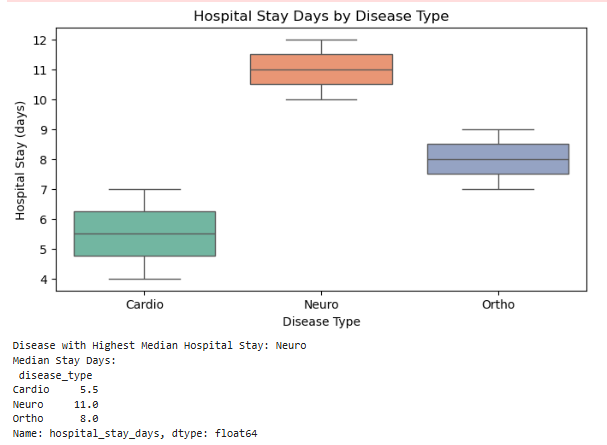 Hospital Stay Days by Disease Type
Hospital Stay (days)
12
11
10
9
8
7
6
5
4
Cardio Neuro Ortho
Disease Type
Disease with Highest Median Hospital Stay: Neuro
Median Stay Days:
disease_type
Cardio 5.5
Neuro 11.0
Ortho 8.0
Name: hospital_stay_days, dtype: float64